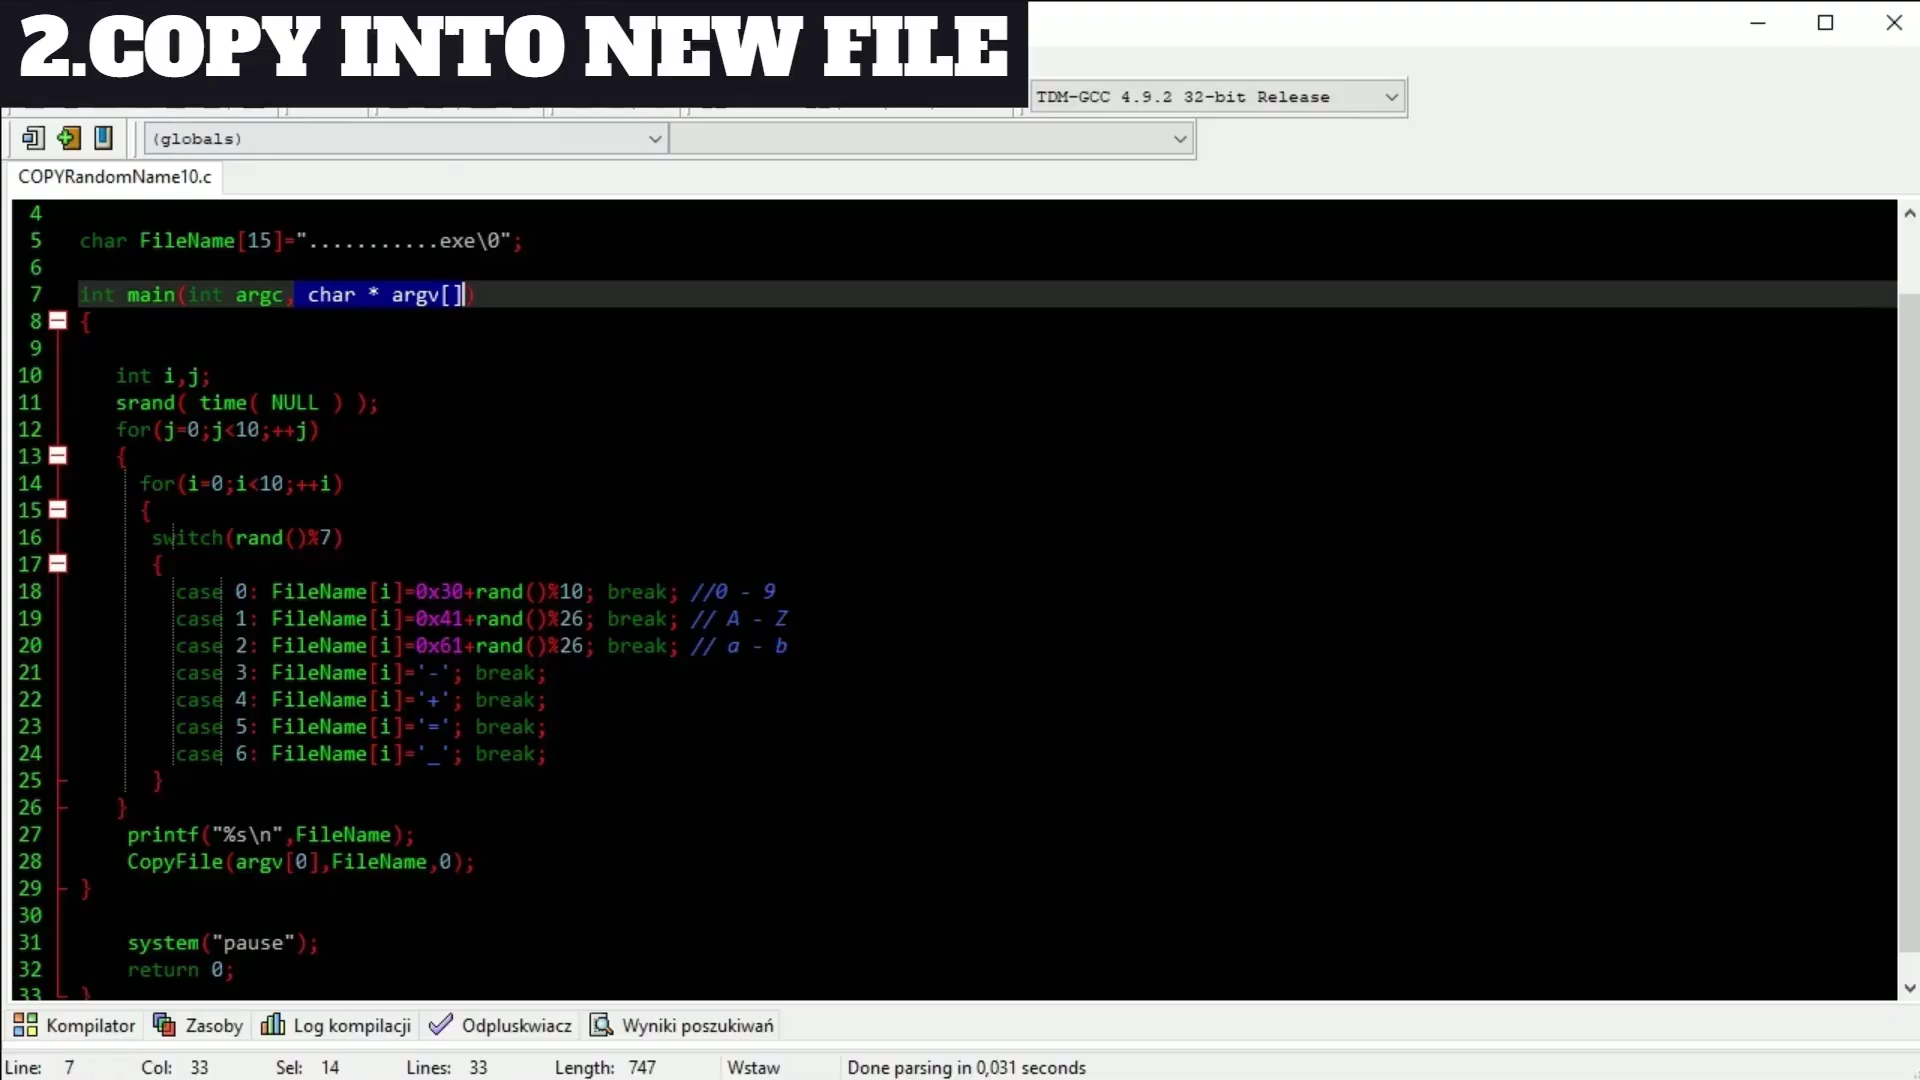 2.COPY INTO NEW FILE
TDM-GCC 4.9.2 32-bit Release
(globals)
COPYRandomName10.c
4
5 char FileName[15]="...........exe\0";
6
7 int main(int argc, char * argv[])
8 {
9
10 int i,j;
11 srand( time( NULL ) );
12 for(j=0;j<10;++j)
13 {
14 for(i=0;i<10;++i)
15 {
16 switch(rand()%7)
17 {
18 case 0: FileName[i]=0x30+rand()%10; break; //0 - 9
19 case 1: FileName[i]=0x41+rand()%26; break; // A - Z
20 case 2: FileName[i]=0x61+rand()%26; break; // a - b
21 case 3: FileName[i]='-'; break;
22 case 4: FileName[i]='+'; break;
23 case 5: FileName[i]='='; break;
24 case 6: FileName[i]='_'; break;
25 }
26 }
27 printf("%s\n",FileName);
28 CopyFile(argv[0],FileName,0);
29 }
30
31 system("pause");
32 return 0;
33 }
Kompilator Zasoby Log kompilacji Odpluskwiacz Wyniki poszukiwań
Line: 7 Col: 33 Sel: 14 Lines: 33 Length: 747 Wstaw Done parsing in 0,031 seconds